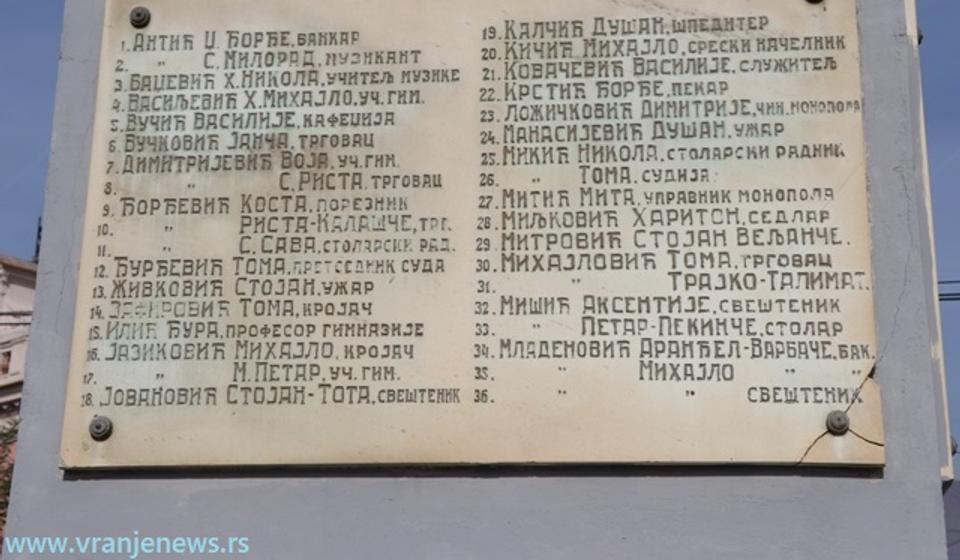 1. Антић Џ. Ђорђе, банкар
2. „ С. Милорад, музикант
3. Баџевић Х. Никола, учитељ музике
4. Васиљевић Х. Михајло, уч. гим.
5. Вучић Василије, кафеџија
6. Вучковић Јанча, трговац
7. Димитријевић Воја, уч. гим.
8. „ С. Риста, трговац
9. Ђорђевић Коста, порезник
10. „ Риста-Калашче, трг.
11. „ С. Сава, столарски рад.
12. Ђурђевић Тома, претседник суда
13. Живковић Стојан, ужар
14. Зафировић Тома, кројач
15. Илић Ђура, професор гимназије
16. Јазиковић Михајло, кројач
17. „ М. Петар, уч. гим.
18. Јовановић Стојан-Тота, свештеник
19. Калчић Душан, шпедитер
20. Кичић Михајло, срески начелник
21. Ковачевић Василије, служитељ
22. Крстић Ђорђе, пекар
23. Ложичковић Димитрије, чин. монопола
24. Манасијевић Душан, ужар
25. Микић Никола, столарски радник
26. „ Тома, судија
27. Митић Мита, управник монопола
28. Миљковић Харитон, седлар
29. Митровић Стојан Вељанче.
30. Михајловић Тома, трговац
31. „ Трајко-Талимат.
32. Мишић Аксентије, свештеник
33. „ Петар-Пекинче, столар
34. Младеновић Аранђел-Варбаче, бак.
35. „ Михајло „ „
36. „ „ свештеник
www.vranjenews.rs